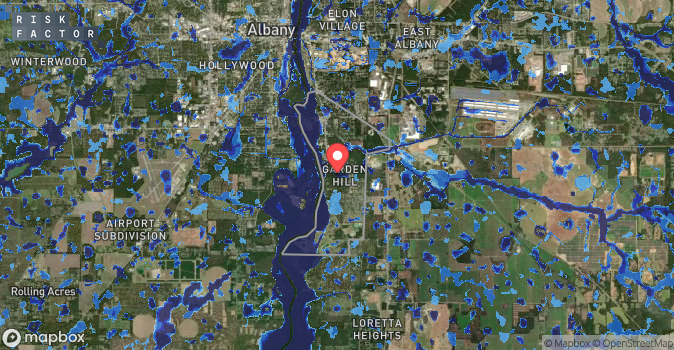 RISK
FACTOR
Albany
ELON
VILLAGE
EAST
ALBANY
WINTERWOOD
HOLLYWOOD
GARDEN
HILL
AIRPORT
SUBDIVISION
Rolling Acres
LORETTA
HEIGHTS
mapbox
© Mapbox © OpenStreetMap